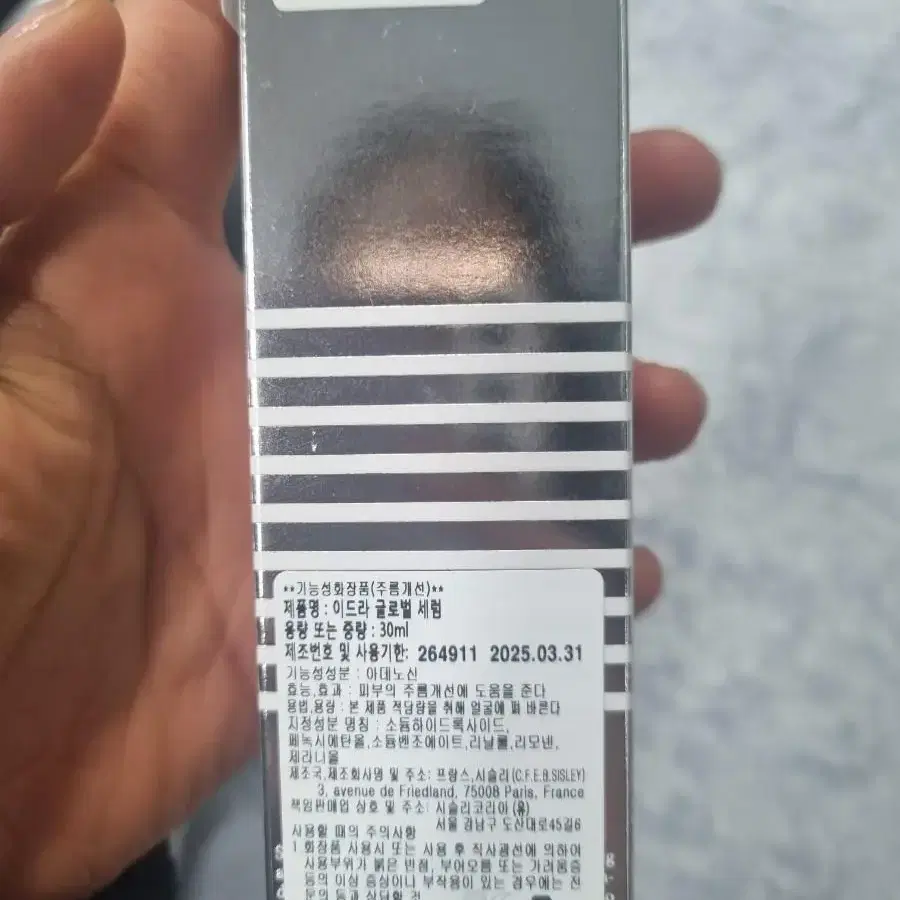 **기능성화장품(주름개선)**
제품명 : 이드라 글로벌 세럼
용량 또는 중량 : 30ml
제조번호 및 사용기한: 264911 2025.03.31
기능성성분 : 아데노신
효능,효과 : 피부의 주름개선에 도움을 준다
용법,용량 : 본 제품 적당량을 취해 얼굴에 펴 바른다
지정성분 명칭 : 소듐하이드록사이드,
페녹시에탄올,소듐벤조에이트,리날룰,리모넨,
제라니올
제조국,제조회사명 및 주소: 프랑스,시슬리(C.F.E.B.SISLEY)
3, avenue de Friedland, 75008 Paris, France
책임판매업 상호 및 주소: 시슬리코리아 (유)
서울 강남구 도산대로45길6
사용할 때의 주의사항
1 화장품 사용시 또는 사용 후 직사광선에 의하여
사용부위가 붉은 반점, 부어오름 또는 가려움증
등의 이상 증상이나 부작용이 있는 경우에는 전
문의 등과 상담할 것